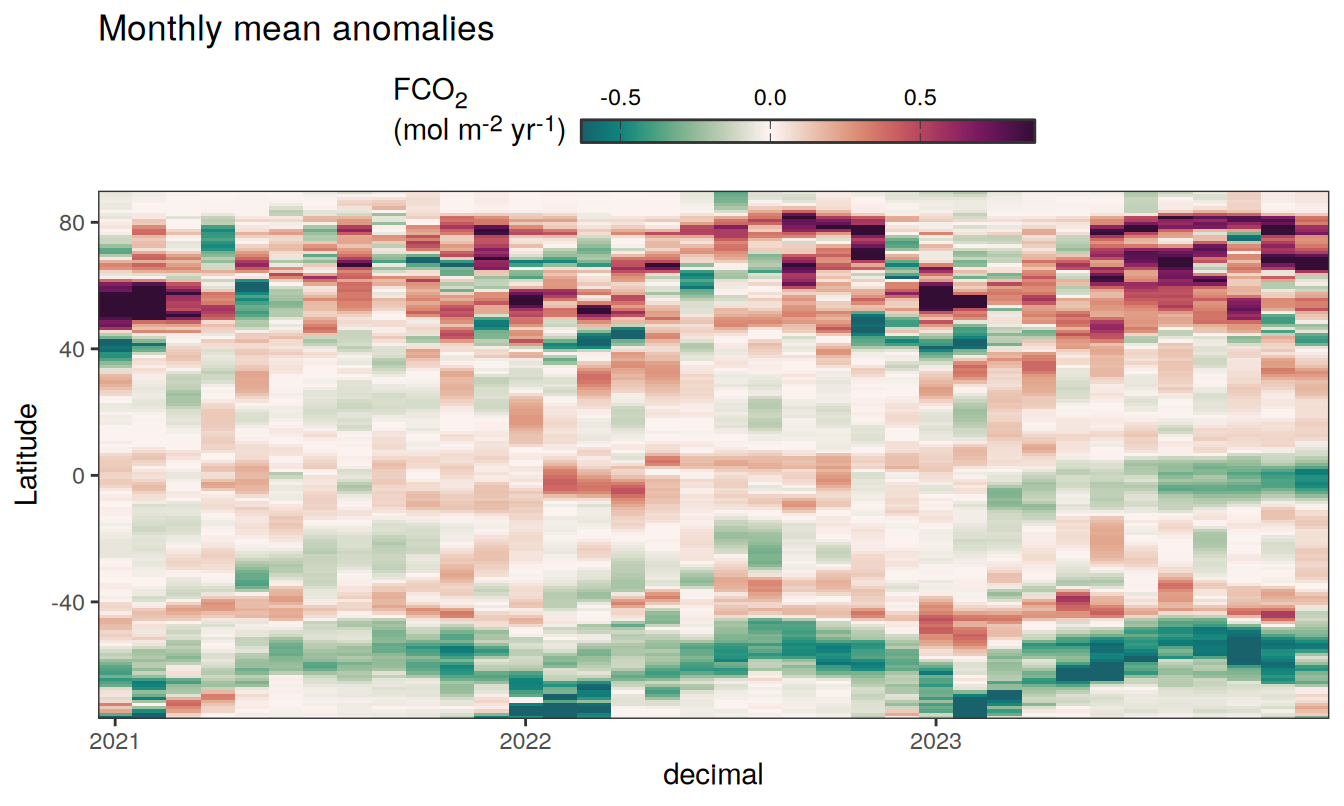 Monthly mean anomalies
FCO₂
(mol m⁻² yr⁻¹)
-0.5 0.0 0.5
80
40
0
-40
Latitude
2021 2022 2023
decimal